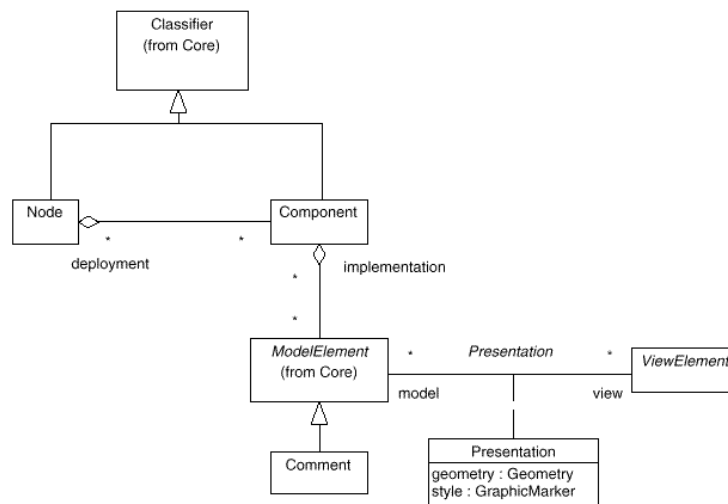 Classifier
(from Core)
Node
Component
*
*
deployment
implementation
*
*
ModelElement
(from Core)
*
Presentation
*
ViewElement
model
view
Presentation
geometry : Geometry
style : GraphicMarker
Comment